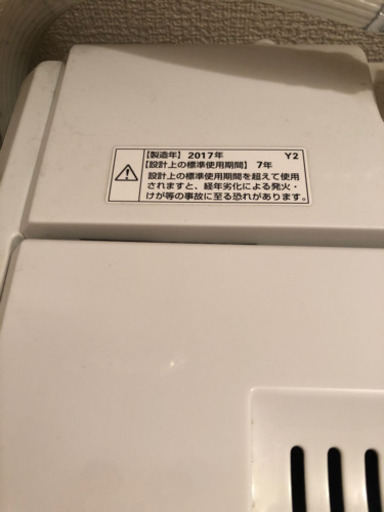 【製造年】 2017年 Y2
【設計上の標準使用期間】 7年
設計上の標準使用期間を超えて使用
されますと、経年劣化による発火・
けが等の事故に至る恐れがあります。